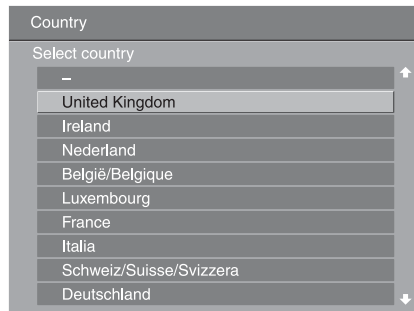 Country
Select country
–
United Kingdom
Ireland
Nederland
België/Belgique
Luxembourg
France
Italia
Schweiz/Suisse/Svizzera
Deutschland